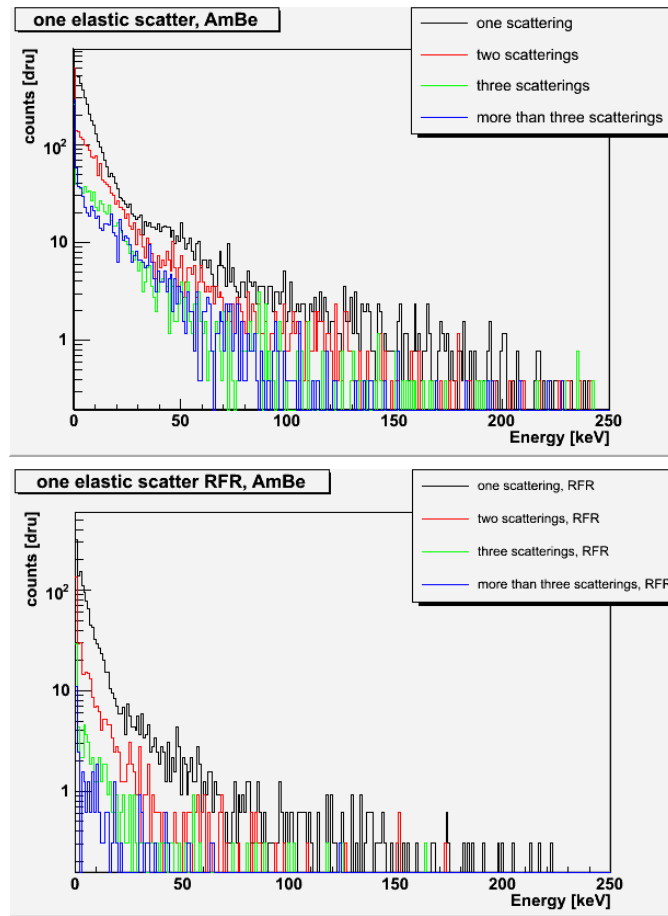 one elastic scatter, AmBe
one scattering
two scatterings
three scatterings
more than three scatterings
counts [dru]
10²
10
1
0 50 100 150 200 250
Energy [keV]
one elastic scatter RFR, AmBe
one scattering, RFR
two scatterings, RFR
three scatterings, RFR
more than three scatterings, RFR
counts [dru]
10²
10
1
0 50 100 150 200 250
Energy [keV]